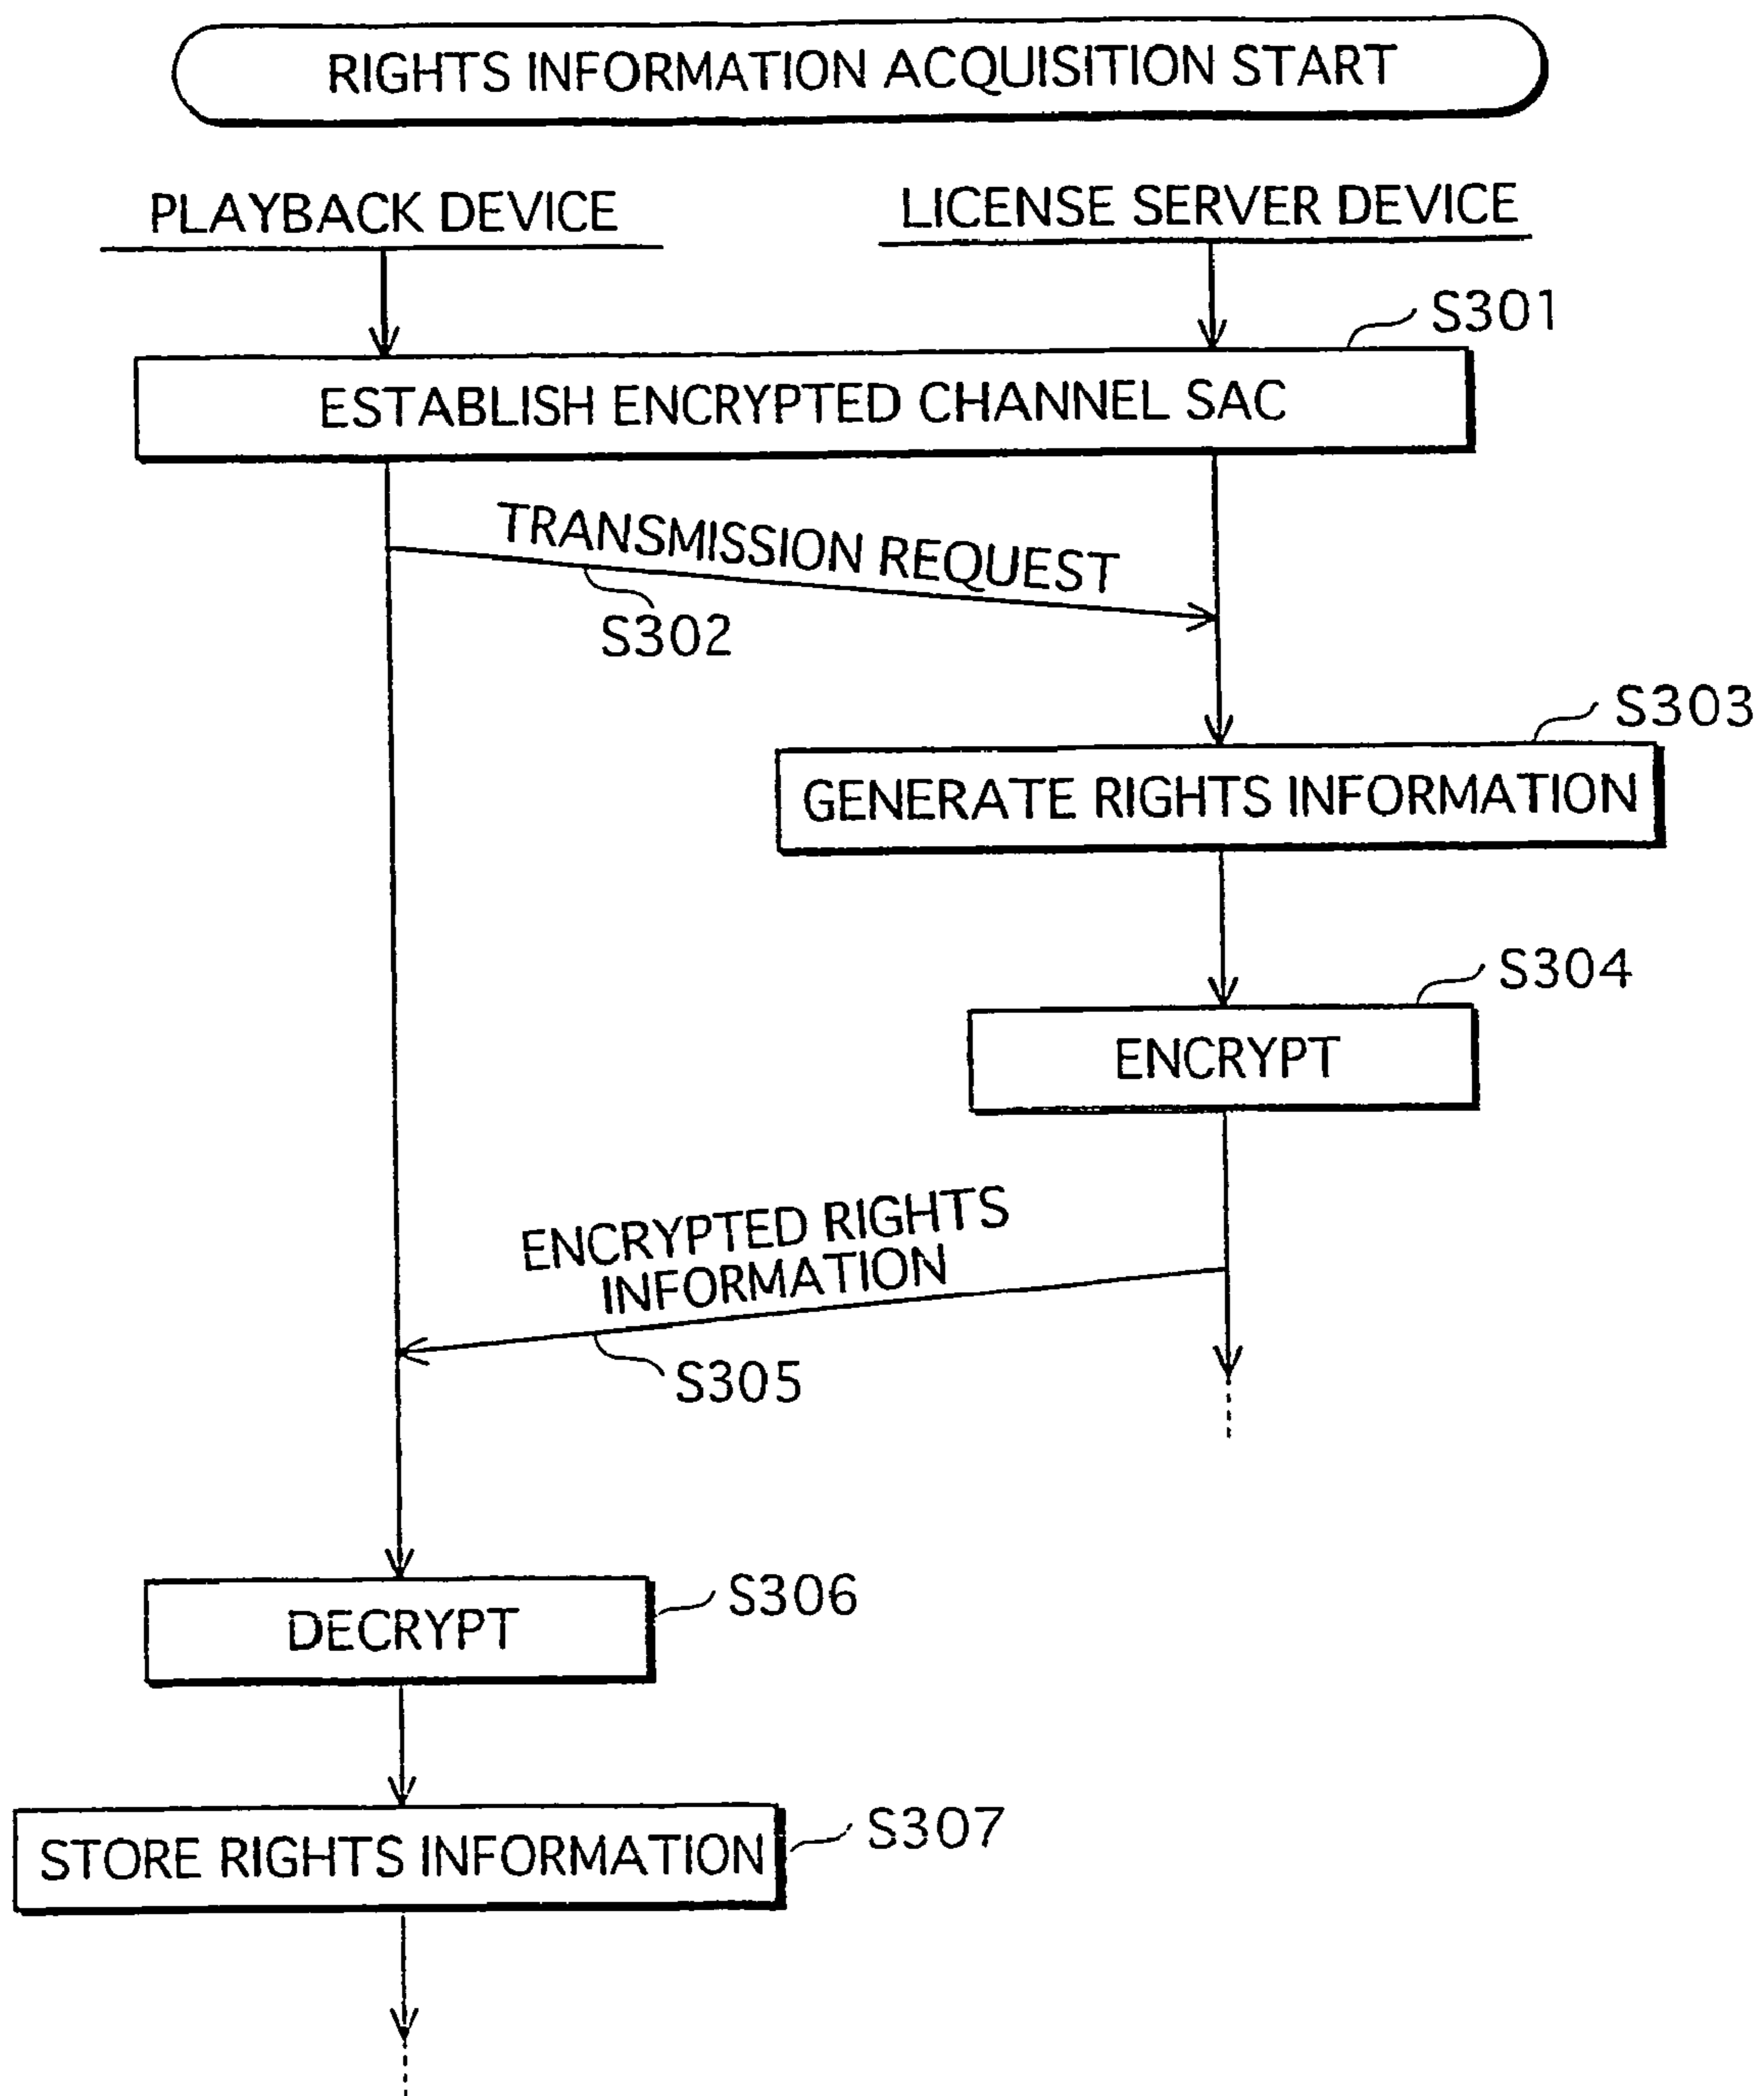 RIGHTS INFORMATION ACQUISITION START
PLAYBACK DEVICE
LICENSE SERVER DEVICE
S301
ESTABLISH ENCRYPTED CHANNEL SAC
TRANSMISSION REQUEST
S302
S303
GENERATE RIGHTS INFORMATION
S304
ENCRYPT
ENCRYPTED RIGHTS
INFORMATION
S305
S306
DECRYPT
S307
STORE RIGHTS INFORMATION